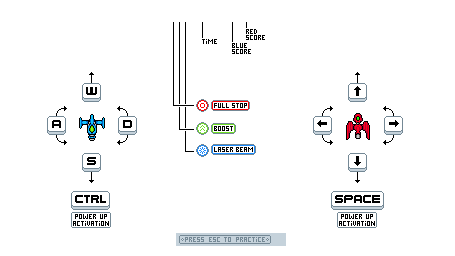 TIME
RED
SCORE
BLUE
SCORE
W
A
D
S
CTRL
POWER UP
ACTIVATION
FULL STOP
BOOST
LASER BEAM
SPACE
POWER UP
ACTIVATION
PRESS ESC TO PRACTICE